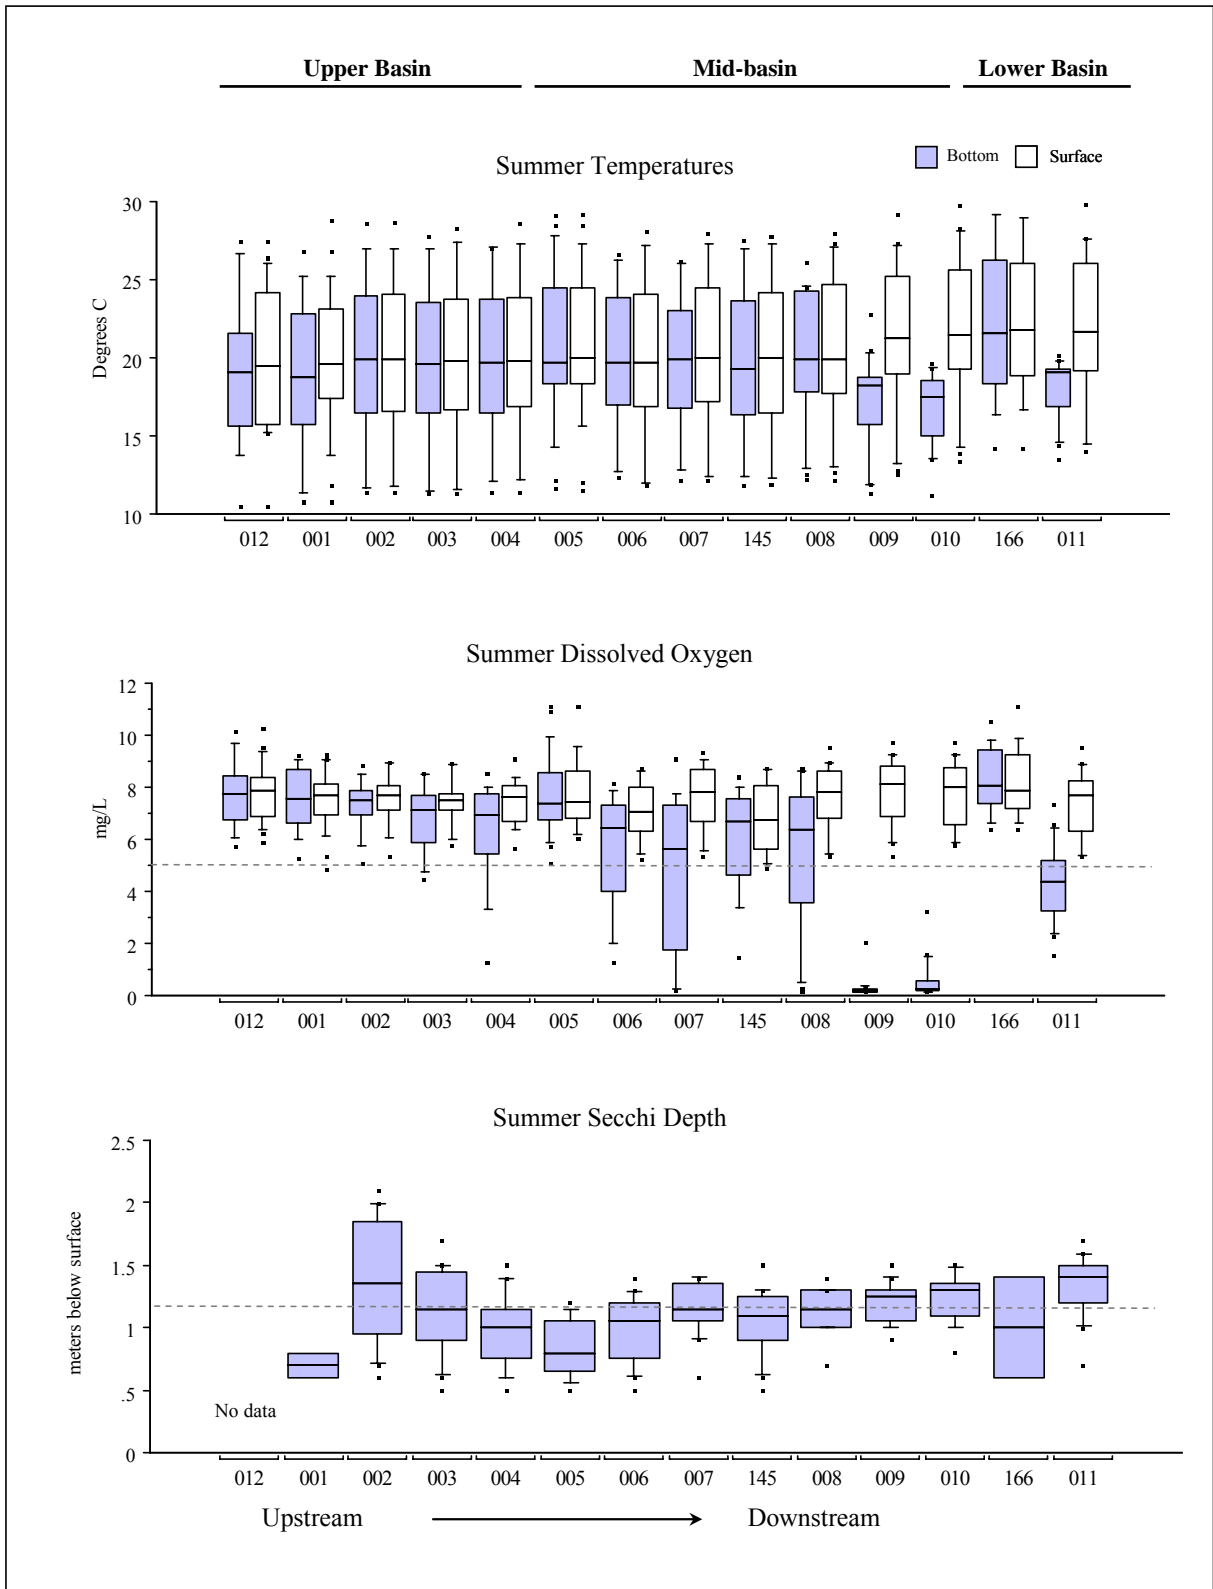 Upper Basin Mid-basin Lower Basin
Summer Temperatures
Bottom Surface
Degrees C
30
25
20
15
10
012 001 002 003 004 005 006 007 145 008 009 010 166 011
Summer Dissolved Oxygen
mg/L
12
10
8
6
4
2
0
012 001 002 003 004 005 006 007 145 008 009 010 166 011
Summer Secchi Depth
meters below surface
2.5
2
1.5
1
.5
0
No data
012 001 002 003 004 005 006 007 145 008 009 010 166 011
Upstream Downstream